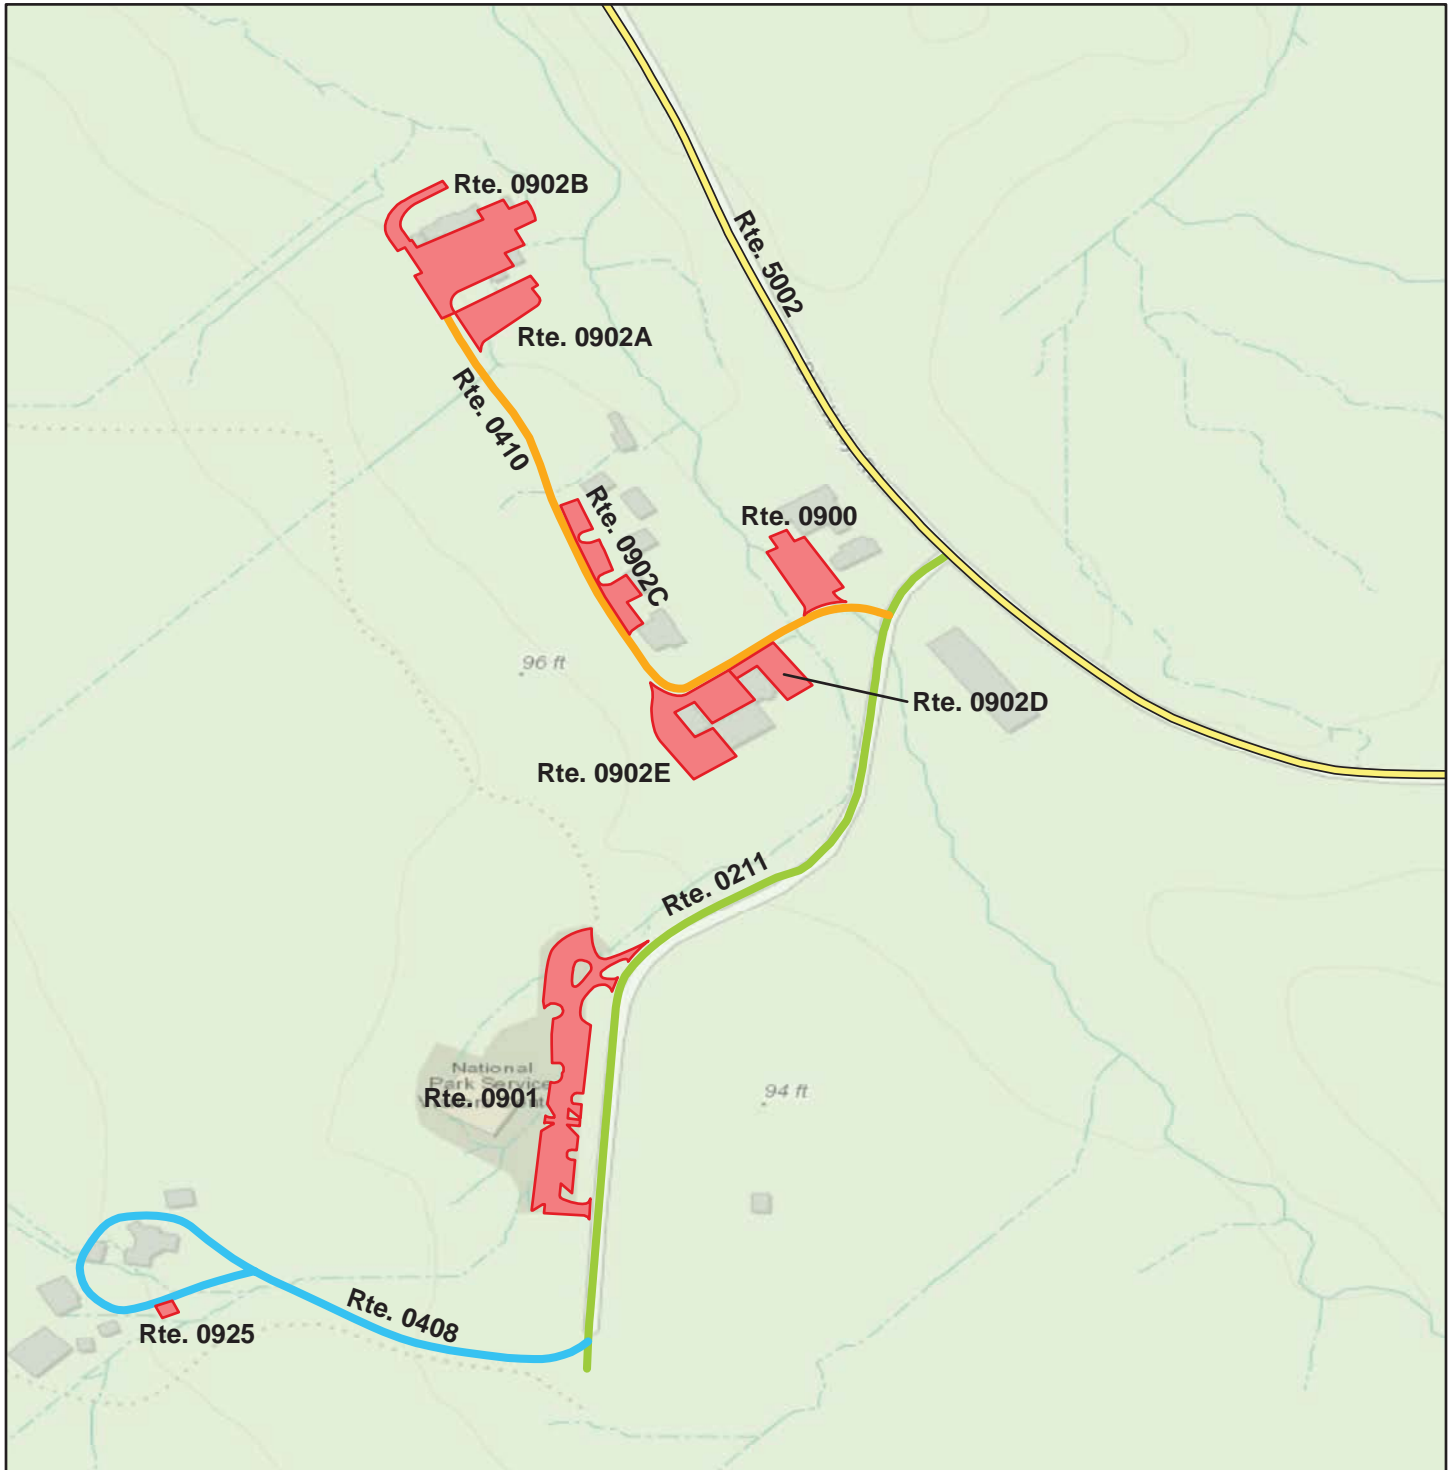 Rte. 0902B
Rte. 5002
Rte. 0902A
Rte. 0410
Rte. 0902C
Rte. 0900
96 ft
Rte. 0902D
Rte. 0902E
Rte. 0211
National
Park Service
Rte. 0901
94 ft
Rte. 0408
Rte. 0925